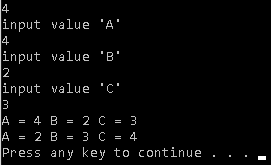 4
input value 'A'
4
input value 'B'
2
input value 'C'
3
A = 4 B = 2 C = 3
A = 2 B = 3 C = 4
Press any key to continue . . .